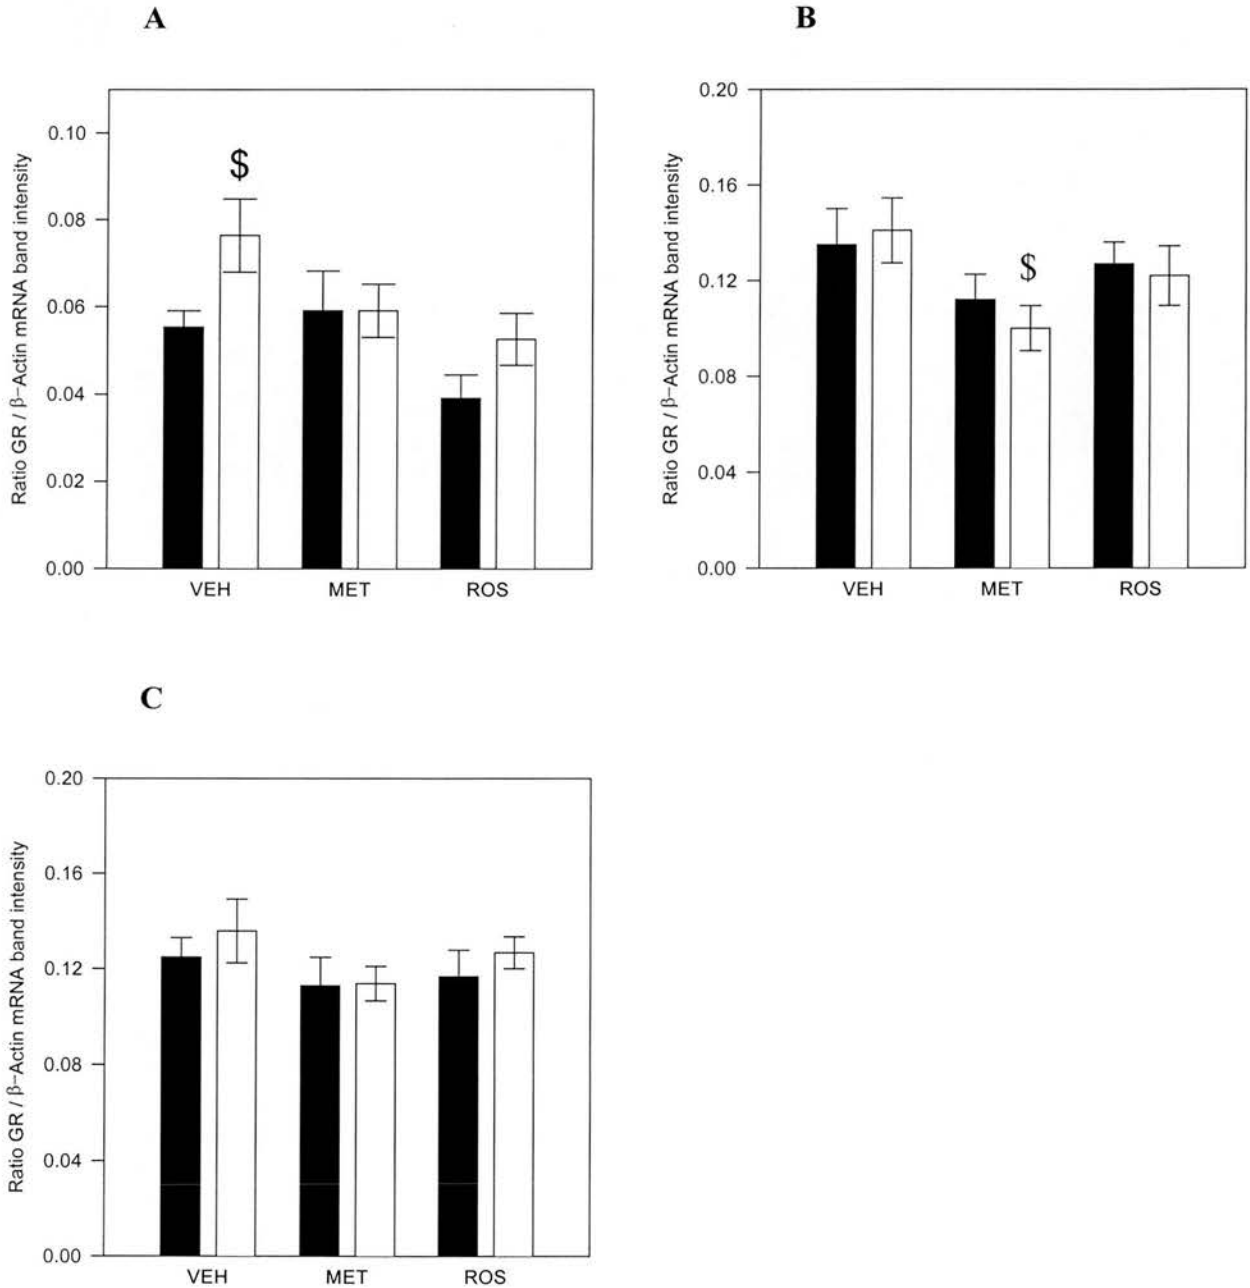 A
Ratio GR / β−Actin mRNA band intensity
0.10
0.08
0.06
0.04
0.02
0.00
$
VEH MET ROS
B
Ratio GR / β−Actin mRNA band intensity
0.20
0.16
0.12
0.08
0.04
0.00
$
VEH MET ROS
C
Ratio GR / β−Actin mRNA band intensity
0.20
0.16
0.12
0.08
0.04
0.00
VEH MET ROS